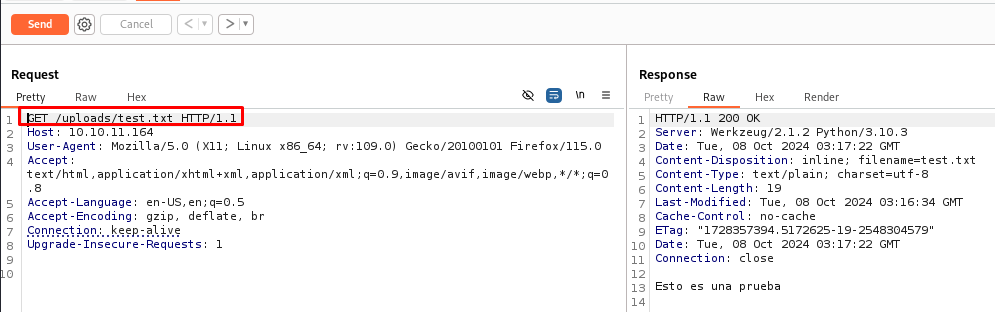 Send Cancel < >
Request
Pretty Raw Hex \n
1 GET /uploads/test.txt HTTP/1.1
2 Host: 10.10.11.164
3 User-Agent: Mozilla/5.0 (X11; Linux x86_64; rv:109.0) Gecko/20100101 Firefox/115.0
4 Accept:
text/html,application/xhtml+xml,application/xml;q=0.9,image/avif,image/webp,*/*;q=0
.8
5 Accept-Language: en-US,en;q=0.5
6 Accept-Encoding: gzip, deflate, br
7 Connection: keep-alive
8 Upgrade-Insecure-Requests: 1
9
10
Response
Pretty Raw Hex Render
1 HTTP/1.1 200 OK
2 Server: Werkzeug/2.1.2 Python/3.10.3
3 Date: Tue, 08 Oct 2024 03:17:22 GMT
4 Content-Disposition: inline; filename=test.txt
5 Content-Type: text/plain; charset=utf-8
6 Content-Length: 19
7 Last-Modified: Tue, 08 Oct 2024 03:16:34 GMT
8 Cache-Control: no-cache
9 ETag: "1728357394.5172625-19-2548304579"
10 Date: Tue, 08 Oct 2024 03:17:22 GMT
11 Connection: close
12
13 Esto es una prueba
14